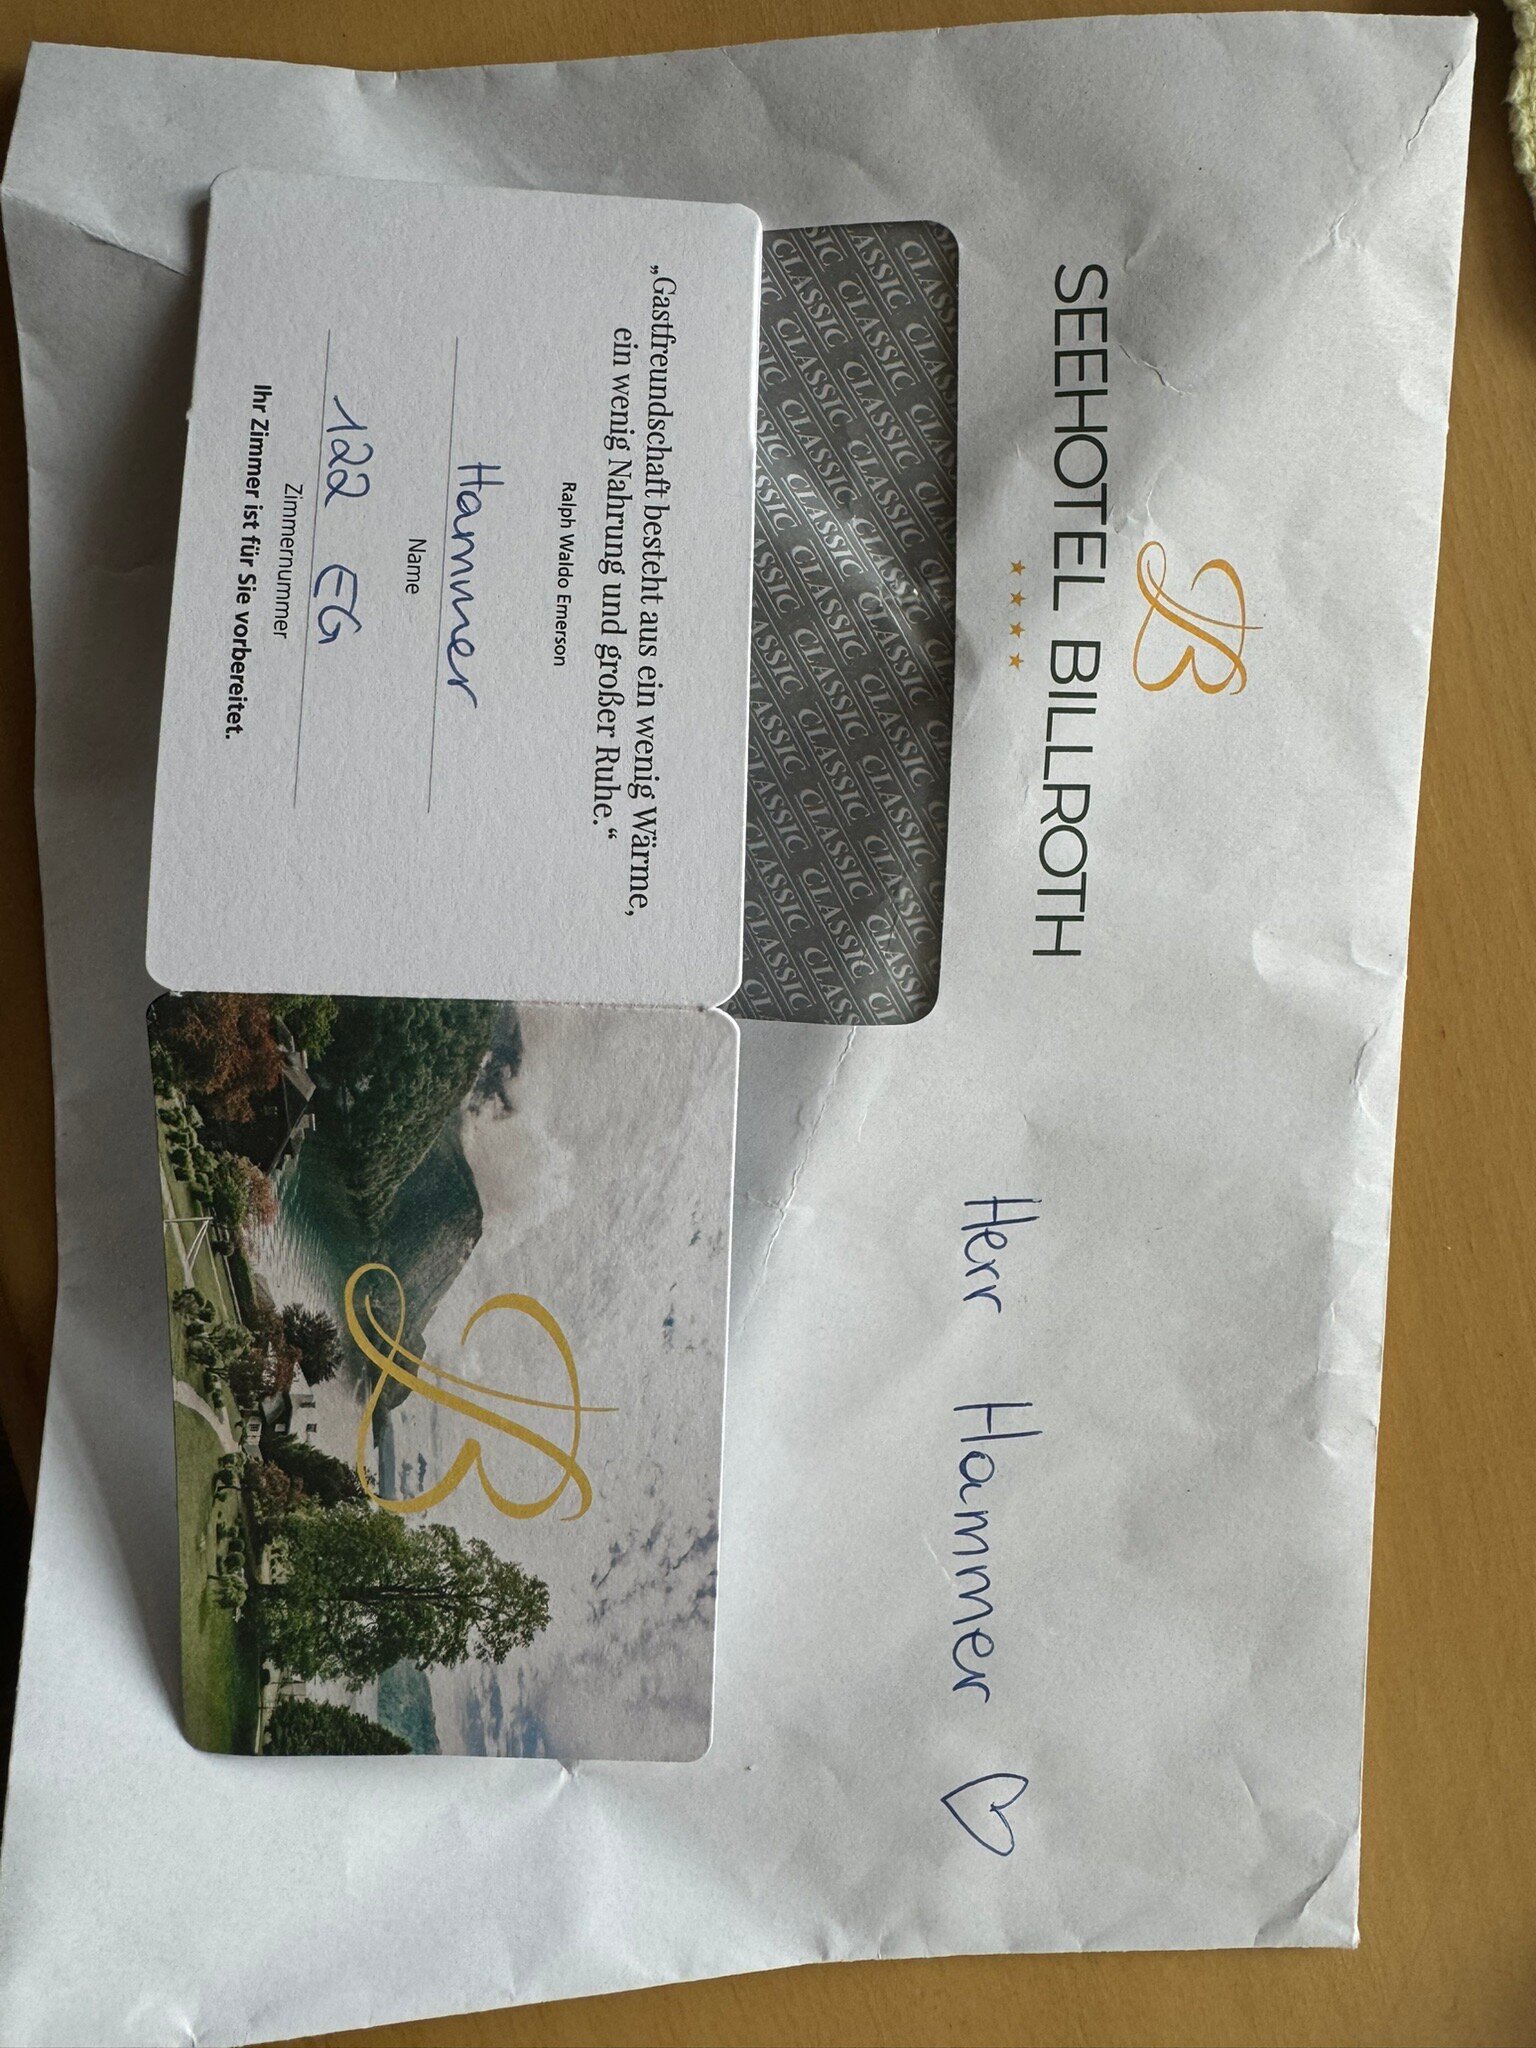 SEEHOTEL BILLROTH
Herr Hammer
CLASSIC
„Gastfreundschaft besteht aus ein wenig Wärme,
ein wenig Nahrung und großer Ruhe.“
Ralph Waldo Emerson
Hammer
Name
122 EG
Zimmernummer
Ihr Zimmer ist für Sie vorbereitet.
B